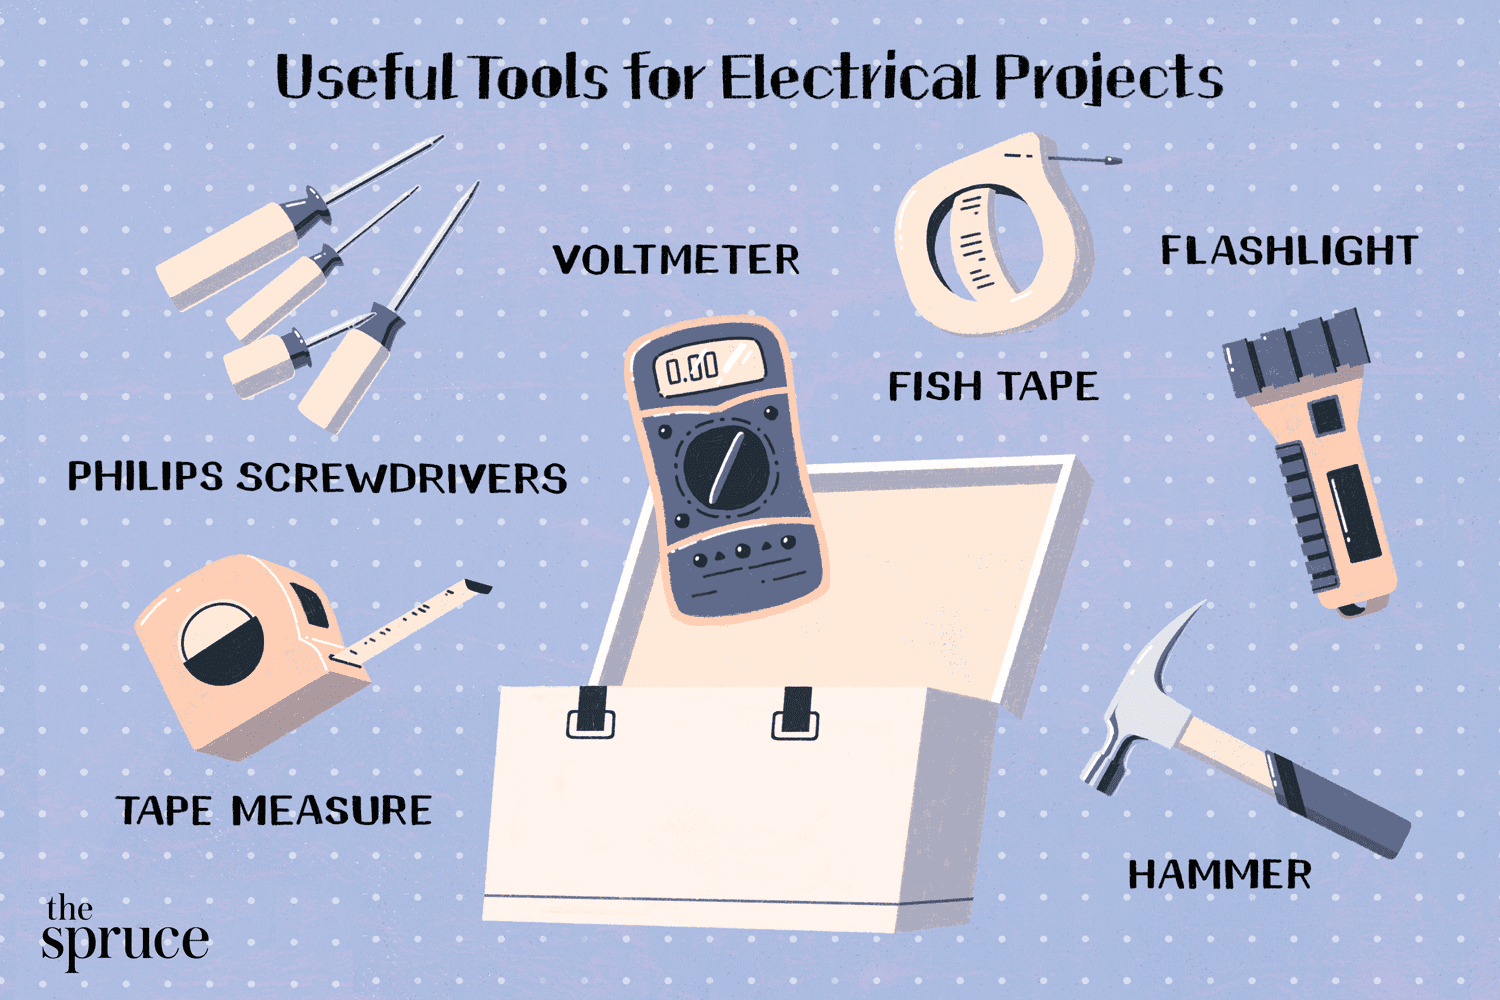 Useful Tools for Electrical Projects
VOLTMETER
FLASHLIGHT
0.00
FISH TAPE
PHILIPS SCREWDRIVERS
TAPE MEASURE
HAMMER
the
spruce